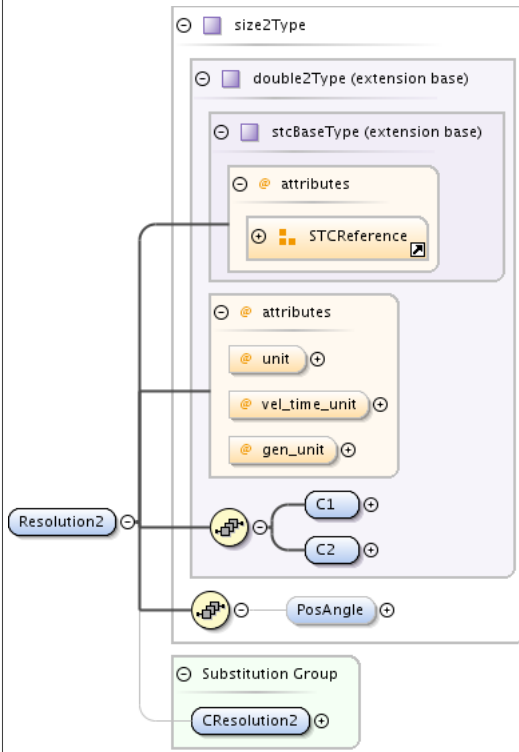 size2Type
double2Type (extension base)
stcBaseType (extension base)
@ attributes
STCReference
@ attributes
@ unit
@ vel_time_unit
@ gen_unit
C1
Resolution2
C2
PosAngle
Substitution Group
CResolution2